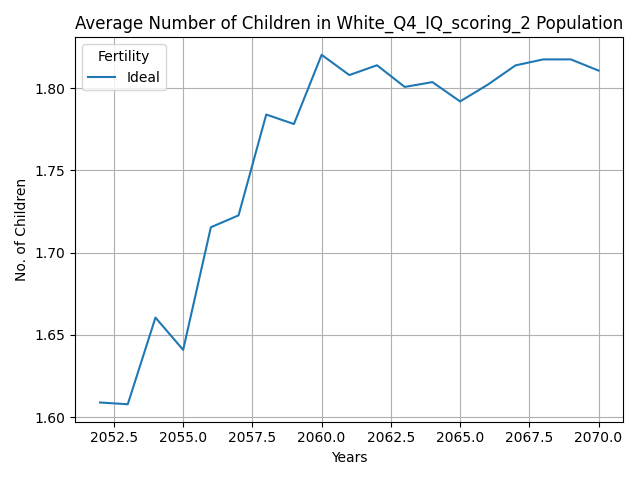 Average Number of Children in White_Q4_IQ_scoring_2 Population
Fertility
Ideal
No. of Children
1.80
1.75
1.70
1.65
1.60
2052.5 2055.0 2057.5 2060.0 2062.5 2065.0 2067.5 2070.0
Years